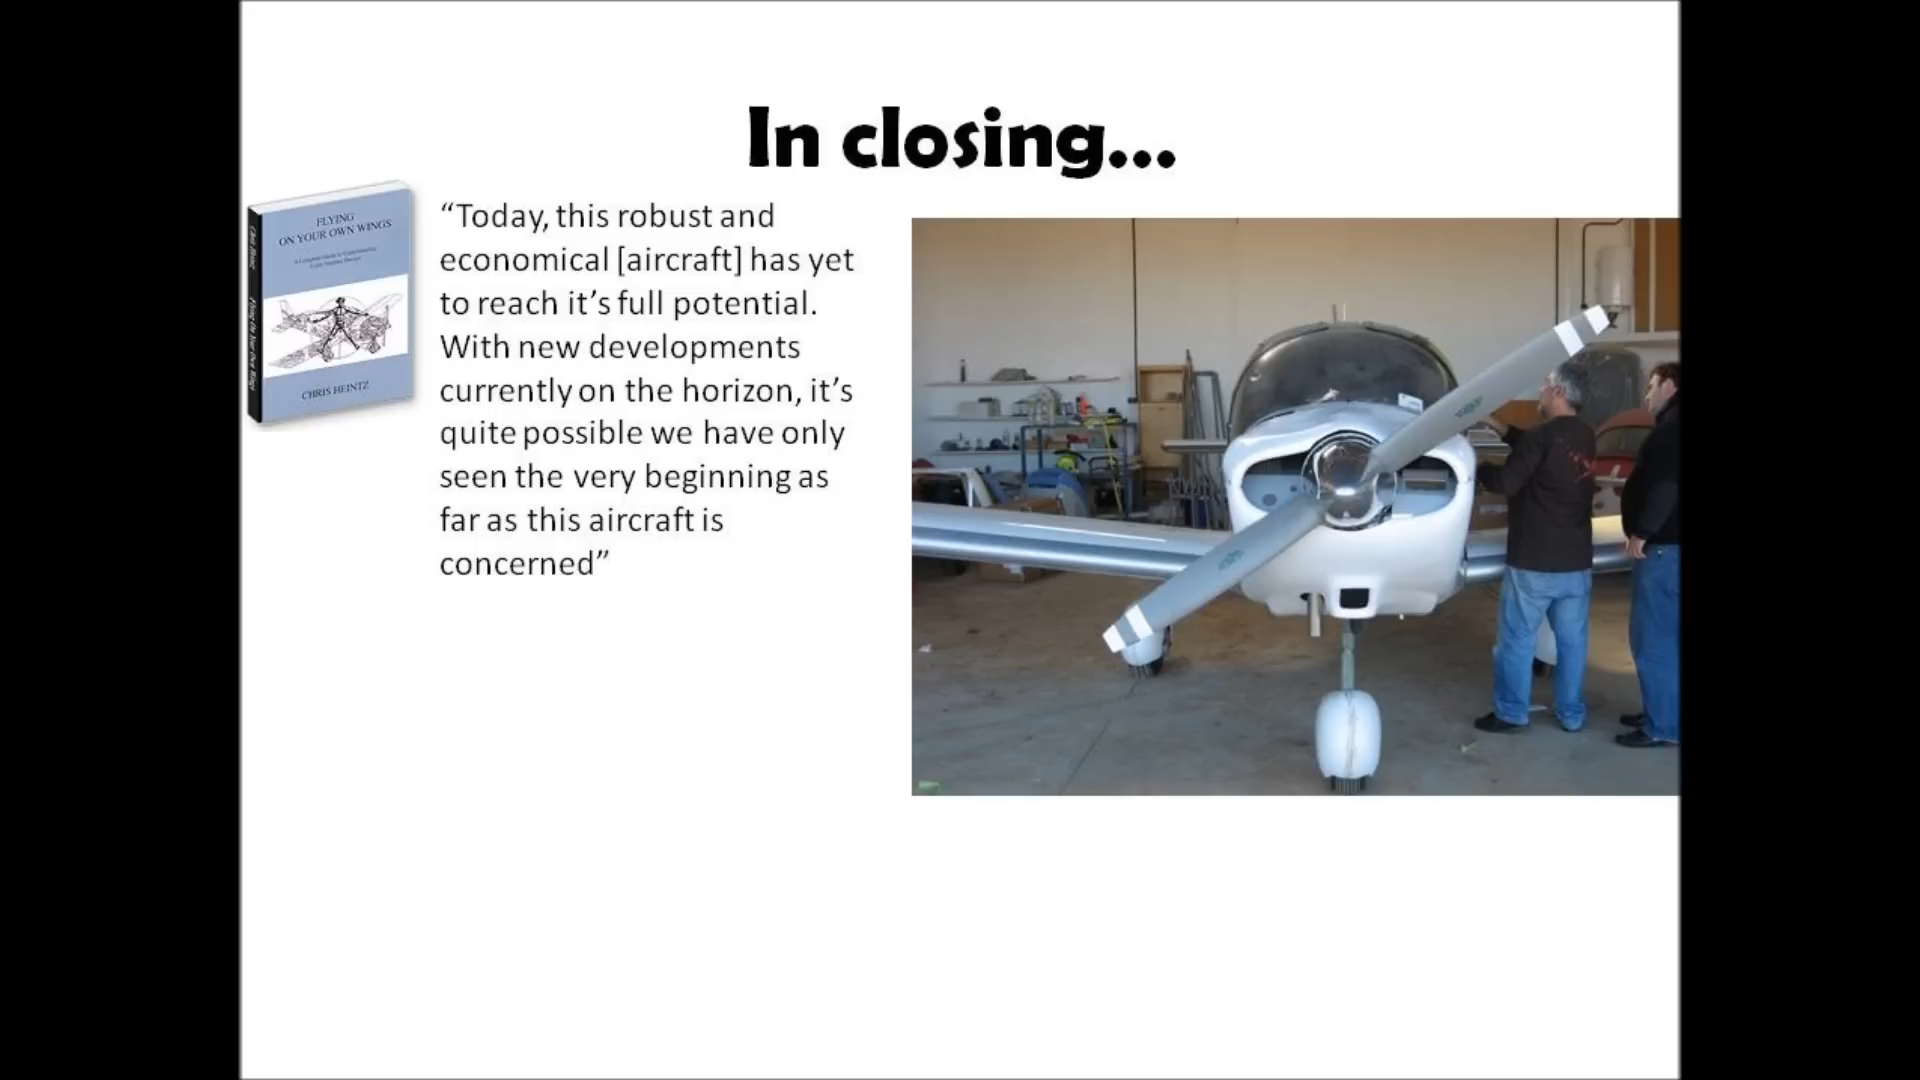 In closing...
FLYING
ON YOUR OWN WINGS
CHRIS HEINTZ
“Today, this robust and
economical [aircraft] has yet
to reach it’s full potential.
With new developments
currently on the horizon, it’s
quite possible we have only
seen the very beginning as
far as this aircraft is
concerned”